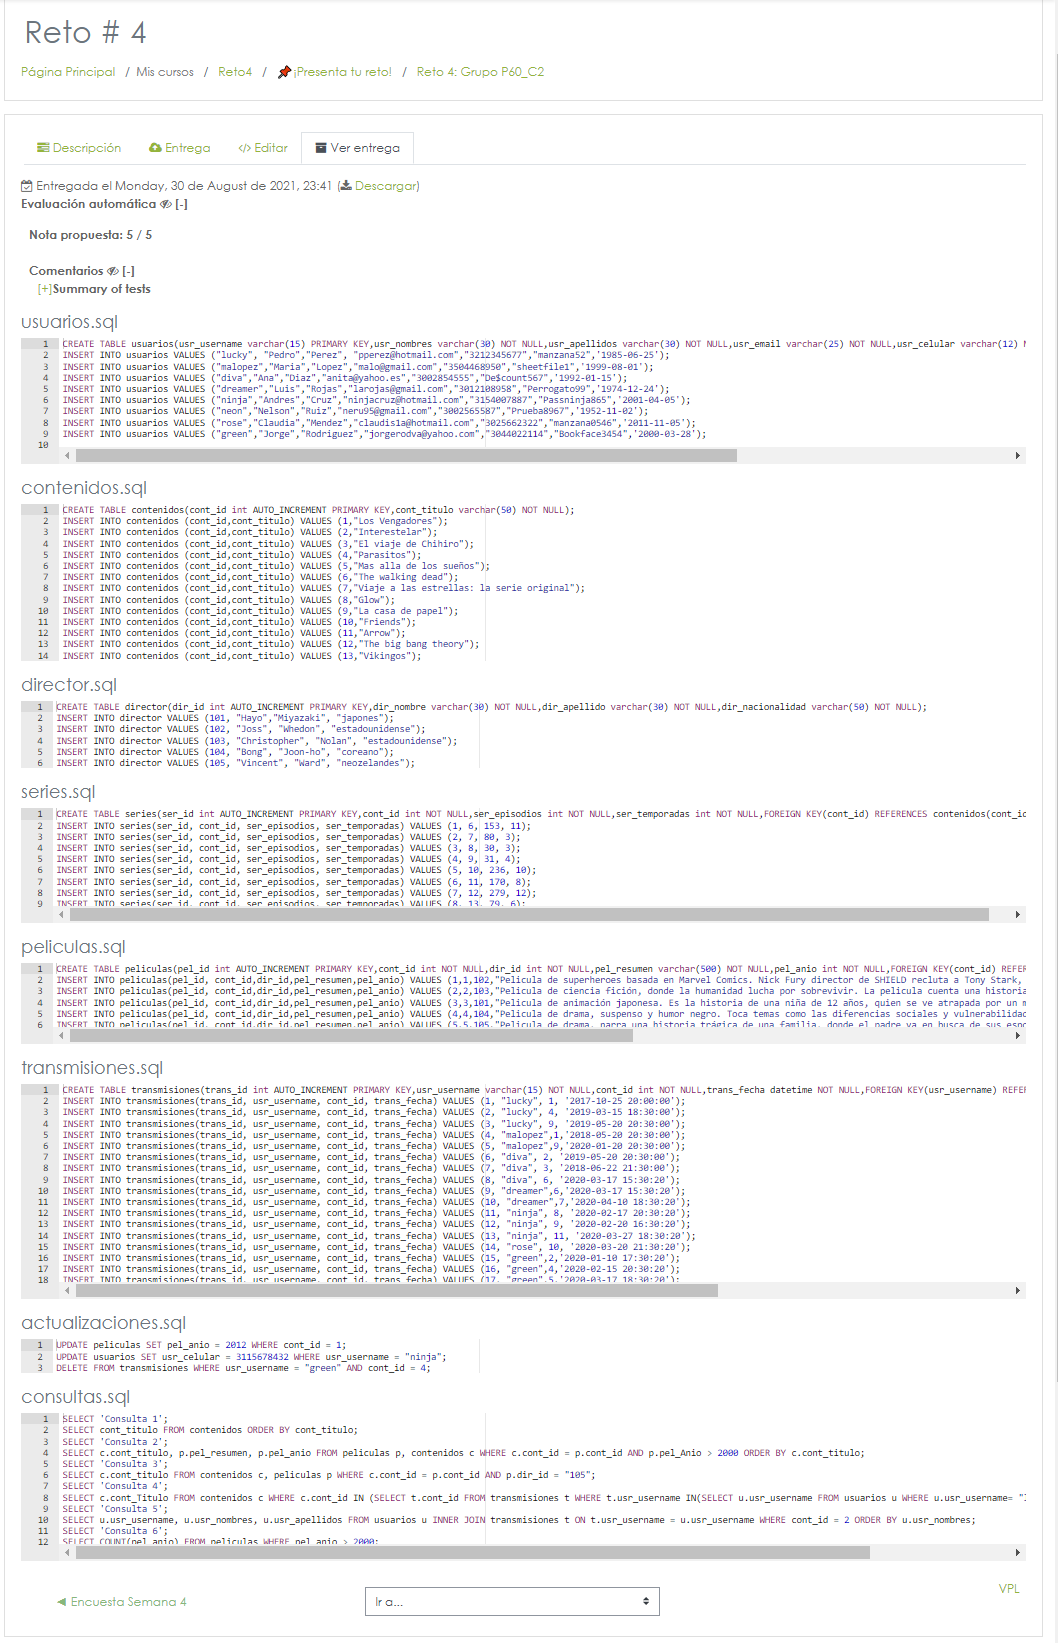 Reto # 4
Página Principal / Mis cursos / Reto4 / ¡Presenta tu reto! / Reto 4: Grupo P60_C2
Descripción Entrega </> Editar Ver entrega
Entregada el Monday, 30 de August de 2021, 23:41 (Descargar)
Evaluación automática [-]
Nota propuesta: 5 / 5
Comentarios [-]
[+]Summary of tests
usuarios.sql
1 CREATE TABLE usuarios(usr_username varchar(15) PRIMARY KEY,usr_nombres varchar(30) NOT NULL,usr_apellidos varchar(30) NOT NULL,usr_email varchar(25) NOT NULL,usr_celular varchar(12) N
2 INSERT INTO usuarios VALUES ("lucky", "Pedro","Perez", "pperez@hotmail.com","3212345677","manzana52",'1985-06-25');
3 INSERT INTO usuarios VALUES ("malopez","Maria","Lopez","malo@gmail.com","3504468950","sheetfile1",'1999-08-01');
4 INSERT INTO usuarios VALUES ("diva","Ana","Diaz","anita@yahoo.es","3002854555","De$count567",'1992-01-15');
5 INSERT INTO usuarios VALUES ("dreamer","Luis","Rojas","larojas@gmail.com","3012108958","Perrogato99",'1974-12-24');
6 INSERT INTO usuarios VALUES ("ninja","Andres","Cruz","ninjacruz@hotmail.com","3154007887","Passninja865",'2001-04-05');
7 INSERT INTO usuarios VALUES ("neon","Nelson","Ruiz","neru95@gmail.com","3002565587","Prueba8967",'1952-11-02');
8 INSERT INTO usuarios VALUES ("rose","Claudia","Mendez","claudis1a@hotmail.com","3025662322","manzana0546",'2011-11-05');
9 INSERT INTO usuarios VALUES ("green","Jorge","Rodriguez","jorgerodva@yahoo.com","3044022114","Bookface3454",'2000-03-28');
10
contenidos.sql
1 CREATE TABLE contenidos(cont_id int AUTO_INCREMENT PRIMARY KEY,cont_titulo varchar(50) NOT NULL);
2 INSERT INTO contenidos (cont_id,cont_titulo) VALUES (1,"Los Vengadores");
3 INSERT INTO contenidos (cont_id,cont_titulo) VALUES (2,"Interestelar");
4 INSERT INTO contenidos (cont_id,cont_titulo) VALUES (3,"El viaje de Chihiro");
5 INSERT INTO contenidos (cont_id,cont_titulo) VALUES (4,"Parasitos");
6 INSERT INTO contenidos (cont_id,cont_titulo) VALUES (5,"Mas alla de los sueños");
7 INSERT INTO contenidos (cont_id,cont_titulo) VALUES (6,"The walking dead");
8 INSERT INTO contenidos (cont_id,cont_titulo) VALUES (7,"Viaje a las estrellas: la serie original");
9 INSERT INTO contenidos (cont_id,cont_titulo) VALUES (8,"Glow");
10 INSERT INTO contenidos (cont_id,cont_titulo) VALUES (9,"La casa de papel");
11 INSERT INTO contenidos (cont_id,cont_titulo) VALUES (10,"Friends");
12 INSERT INTO contenidos (cont_id,cont_titulo) VALUES (11,"Arrow");
13 INSERT INTO contenidos (cont_id,cont_titulo) VALUES (12,"The big bang theory");
14 INSERT INTO contenidos (cont_id,cont_titulo) VALUES (13,"Vikingos");
director.sql
1 CREATE TABLE director(dir_id int AUTO_INCREMENT PRIMARY KEY,dir_nombre varchar(30) NOT NULL,dir_apellido varchar(30) NOT NULL,dir_nacionalidad varchar(50) NOT NULL);
2 INSERT INTO director VALUES (101, "Hayo","Miyazaki", "japones");
3 INSERT INTO director VALUES (102, "Joss", "Whedon", "estadounidense");
4 INSERT INTO director VALUES (103, "Christopher", "Nolan", "estadounidense");
5 INSERT INTO director VALUES (104, "Bong", "Joon-ho", "coreano");
6 INSERT INTO director VALUES (105, "Vincent", "Ward", "neozelandes");
series.sql
1 CREATE TABLE series(ser_id int AUTO_INCREMENT PRIMARY KEY,cont_id int NOT NULL,ser_episodios int NOT NULL,ser_temporadas int NOT NULL,FOREIGN KEY(cont_id) REFERENCES contenidos(cont_ic
2 INSERT INTO series(ser_id, cont_id, ser_episodios, ser_temporadas) VALUES (1, 6, 153, 11);
3 INSERT INTO series(ser_id, cont_id, ser_episodios, ser_temporadas) VALUES (2, 7, 80, 3);
4 INSERT INTO series(ser_id, cont_id, ser_episodios, ser_temporadas) VALUES (3, 8, 30, 3);
5 INSERT INTO series(ser_id, cont_id, ser_episodios, ser_temporadas) VALUES (4, 9, 31, 4);
6 INSERT INTO series(ser_id, cont_id, ser_episodios, ser_temporadas) VALUES (5, 10, 236, 10);
7 INSERT INTO series(ser_id, cont_id, ser_episodios, ser_temporadas) VALUES (6, 11, 170, 8);
8 INSERT INTO series(ser_id, cont_id, ser_episodios, ser_temporadas) VALUES (7, 12, 279, 12);
9 INSERT INTO series(ser_id, cont_id, ser_episodios, ser_temporadas) VALUES (8, 13, 79, 6);
peliculas.sql
1 CREATE TABLE peliculas(pel_id int AUTO_INCREMENT PRIMARY KEY,cont_id int NOT NULL,dir_id int NOT NULL,pel_resumen varchar(500) NOT NULL,pel_anio int NOT NULL,FOREIGN KEY(cont_id) REFER
2 INSERT INTO peliculas(pel_id, cont_id,dir_id,pel_resumen,pel_anio) VALUES (1,1,102,"Pelicula de superheroes basada en Marvel Comics. Nick Fury director de SHIELD recluta a Tony Stark,
3 INSERT INTO peliculas(pel_id, cont_id,dir_id,pel_resumen,pel_anio) VALUES (2,2,103,"Pelicula de ciencia fición, donde la humanidad lucha por sobrevivir. La película cuenta una historia
4 INSERT INTO peliculas(pel_id, cont_id,dir_id,pel_resumen,pel_anio) VALUES (3,3,101,"Pelicula de animación japonesa. Es la historia de una niña de 12 años, quien se ve atrapada por un m
5 INSERT INTO peliculas(pel_id, cont_id,dir_id,pel_resumen,pel_anio) VALUES (4,4,104,"Pelicula de drama, suspenso y humor negro. Toca temas como las diferencias sociales y vulnerabilidad
6 INSERT INTO peliculas(pel_id, cont_id,dir_id,pel_resumen,pel_anio) VALUES (5,5,105,"Pelicula de drama, narra una historia trágica de una familia, donde el padre va en busca de sus espo
transmisiones.sql
1 CREATE TABLE transmisiones(trans_id int AUTO_INCREMENT PRIMARY KEY,usr_username varchar(15) NOT NULL,cont_id int NOT NULL,trans_fecha datetime NOT NULL,FOREIGN KEY(usr_username) REFER
2 INSERT INTO transmisiones(trans_id, usr_username, cont_id, trans_fecha) VALUES (1, "lucky", 1, '2017-10-25 20:00:00');
3 INSERT INTO transmisiones(trans_id, usr_username, cont_id, trans_fecha) VALUES (2, "lucky", 4, '2019-03-15 18:30:00');
4 INSERT INTO transmisiones(trans_id, usr_username, cont_id, trans_fecha) VALUES (3, "lucky", 9, '2019-05-20 20:30:00');
5 INSERT INTO transmisiones(trans_id, usr_username, cont_id, trans_fecha) VALUES (4, "malopez",1,'2018-05-20 20:30:00');
6 INSERT INTO transmisiones(trans_id, usr_username, cont_id, trans_fecha) VALUES (5, "malopez",9,'2020-01-20 20:30:00');
7 INSERT INTO transmisiones(trans_id, usr_username, cont_id, trans_fecha) VALUES (6, "diva", 2, '2019-05-20 20:30:00');
8 INSERT INTO transmisiones(trans_id, usr_username, cont_id, trans_fecha) VALUES (7, "diva", 3, '2018-06-22 21:30:00');
9 INSERT INTO transmisiones(trans_id, usr_username, cont_id, trans_fecha) VALUES (8, "diva", 6, '2020-03-17 15:30:20');
10 INSERT INTO transmisiones(trans_id, usr_username, cont_id, trans_fecha) VALUES (9, "dreamer",6,'2020-03-17 15:30:20');
11 INSERT INTO transmisiones(trans_id, usr_username, cont_id, trans_fecha) VALUES (10, "dreamer",7,'2020-04-10 18:30:20');
12 INSERT INTO transmisiones(trans_id, usr_username, cont_id, trans_fecha) VALUES (11, "ninja", 8, '2020-02-17 20:30:20');
13 INSERT INTO transmisiones(trans_id, usr_username, cont_id, trans_fecha) VALUES (12, "ninja", 9, '2020-02-20 16:30:20');
14 INSERT INTO transmisiones(trans_id, usr_username, cont_id, trans_fecha) VALUES (13, "ninja", 11, '2020-03-27 18:30:20');
15 INSERT INTO transmisiones(trans_id, usr_username, cont_id, trans_fecha) VALUES (14, "rose", 10, '2020-03-20 21:30:20');
16 INSERT INTO transmisiones(trans_id, usr_username, cont_id, trans_fecha) VALUES (15, "green",2,'2020-01-10 17:30:20');
17 INSERT INTO transmisiones(trans_id, usr_username, cont_id, trans_fecha) VALUES (16, "green",4,'2020-02-15 20:30:20');
18 INSERT INTO transmisiones(trans_id, usr_username, cont_id, trans_fecha) VALUES (17, "green",5,'2020-03-17 18:30:20');
actualizaciones.sql
1 UPDATE peliculas SET pel_anio = 2012 WHERE cont_id = 1;
2 UPDATE usuarios SET usr_celular = 3115678432 WHERE usr_username = "ninja";
3 DELETE FROM transmisiones WHERE usr_username = "green" AND cont_id = 4;
consultas.sql
1 SELECT 'Consulta 1';
2 SELECT cont_titulo FROM contenidos ORDER BY cont_titulo;
3 SELECT 'Consulta 2';
4 SELECT c.cont_titulo, p.pel_resumen, p.pel_anio FROM peliculas p, contenidos c WHERE c.cont_id = p.cont_id AND p.pel_Anio > 2000 ORDER BY c.cont_titulo;
5 SELECT 'Consulta 3';
6 SELECT c.cont_titulo FROM contenidos c, peliculas p WHERE c.cont_id = p.cont_id AND p.dir_id = "105";
7 SELECT 'Consulta 4';
8 SELECT c.cont_Titulo FROM contenidos c WHERE c.cont_id IN (SELECT t.cont_id FROM transmisiones t WHERE t.usr_username IN(SELECT u.usr_username FROM usuarios u WHERE u.usr_username= "l
9 SELECT 'Consulta 5';
10 SELECT u.usr_username, u.usr_nombres, u.usr_apellidos FROM usuarios u INNER JOIN transmisiones t ON t.usr_username = u.usr_username WHERE cont_id = 2 ORDER BY u.usr_nombres;
11 SELECT 'Consulta 6';
12 SELECT COUNT(pel_anio) FROM peliculas WHERE pel_anio > 2000;
VPL
◄ Encuesta Semana 4
Ir a...